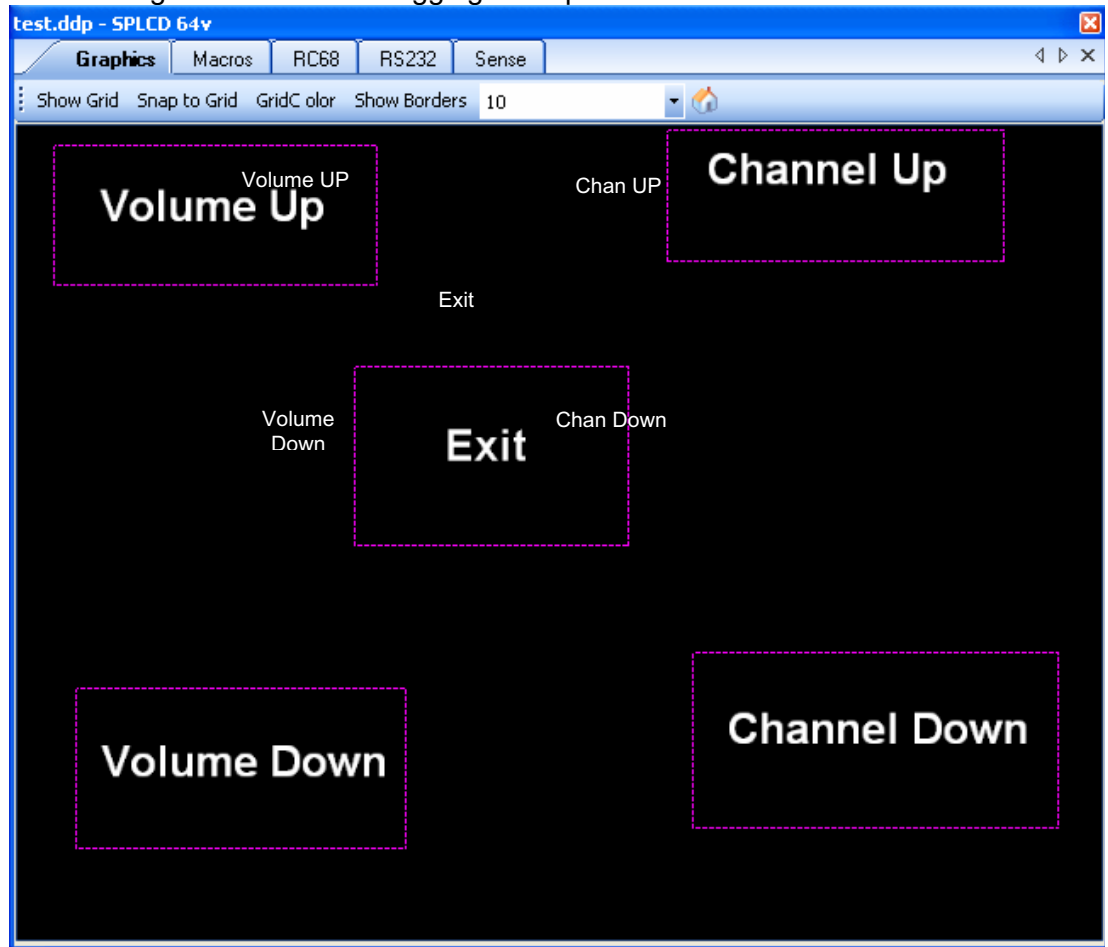 test.ddp - SPLCD 64v
Graphics Macros RC68 RS232 Sense
Show Grid Snap to Grid GridC olor Show Borders 10
Channel Up
Volume UP
Chan UP
Volume Up
Exit
Volume
Down
Chan Down
Exit
Channel Down
Volume Down